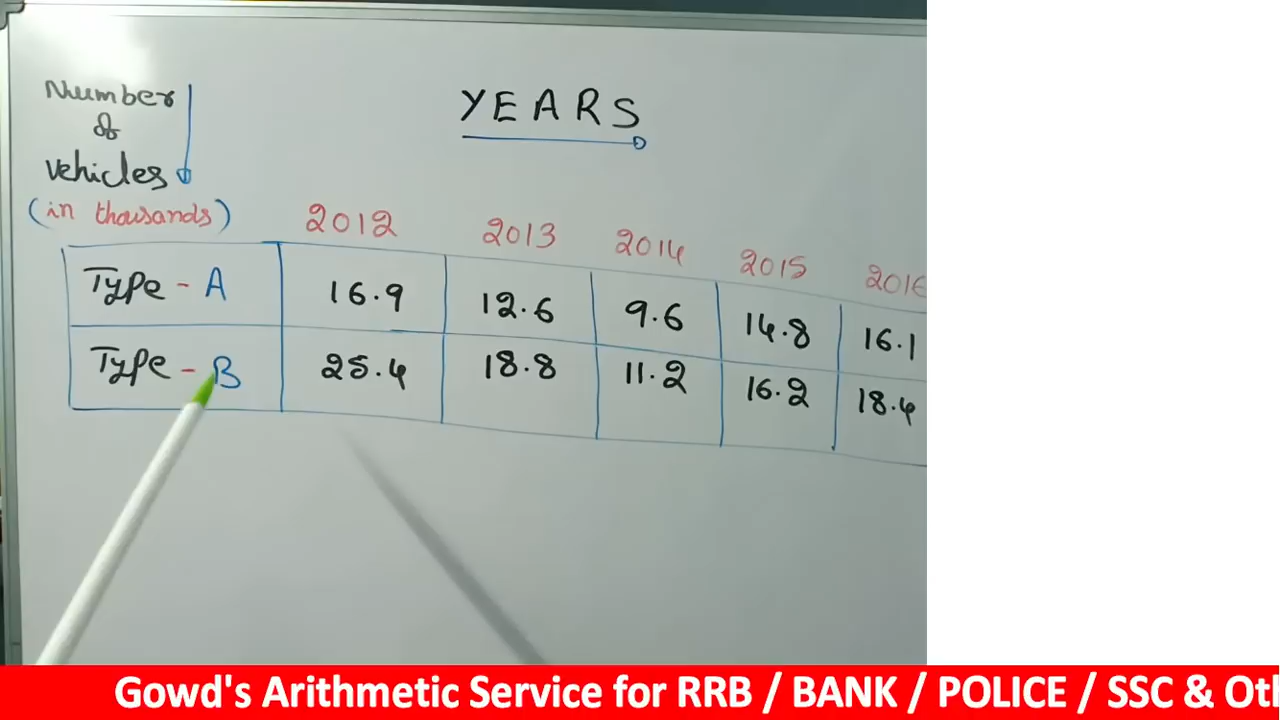 Number
of
vehicles
(in thousands)
YEARS
2012 2013 2014 2015 2016
Type - A 16.9 12.6 9.6 14.8 16.1
Type - B 25.4 18.8 11.2 16.2 18.4
Gowd's Arithmetic Service for RRB / BANK / POLICE / SSC & Ot